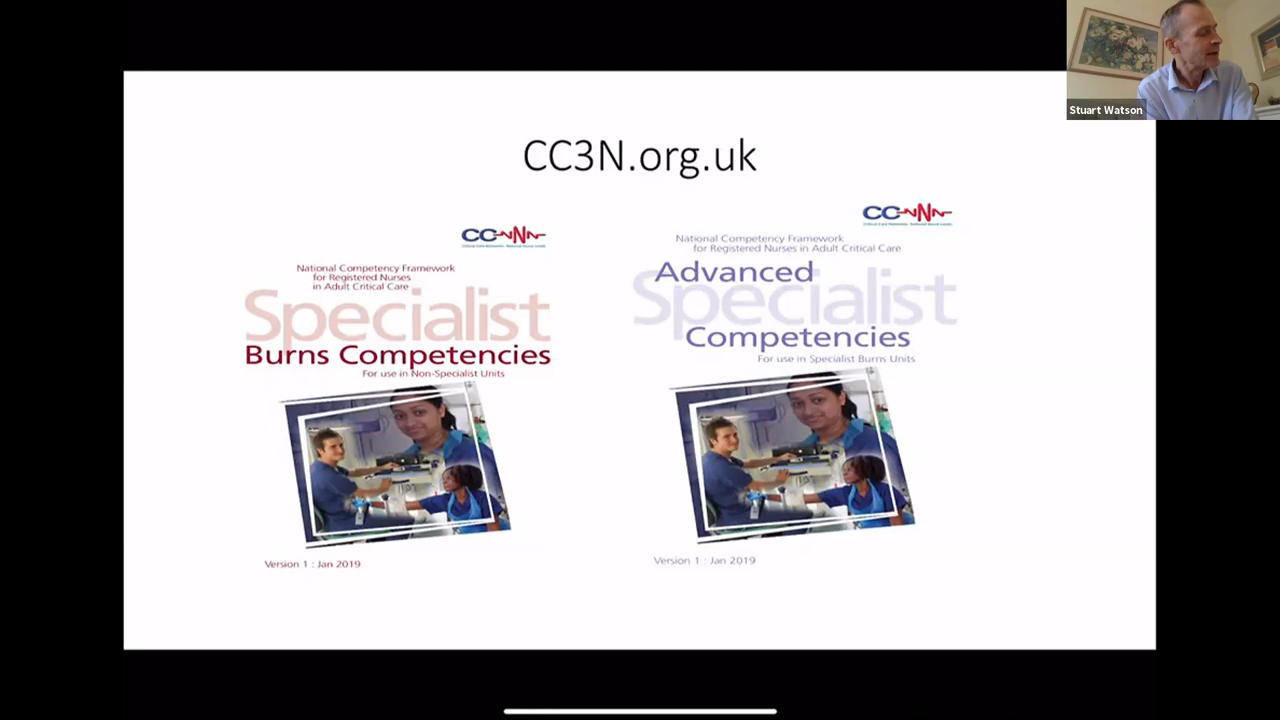 Stuart Watson
CC3N.org.uk
CC
National Competency Framework
for Registered Nurses
in Adult Critical Care
Specialist
Burns Competencies
For use in Non-Specialist Units
Version 1 : Jan 2019
CC
National Competency Framework
for Registered Nurses in Adult Critical Care
Advanced
Specialist
Competencies
For use in Specialist Burns Units
Version 1 : Jan 2019